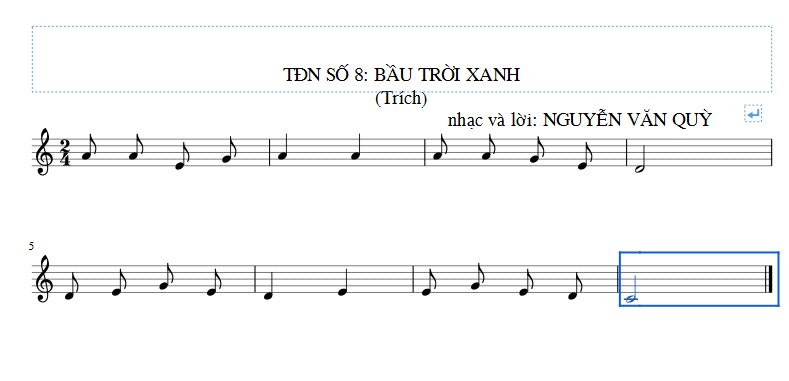 TĐN SỐ 8: BẦU TRỜI XANH
(Trích)
nhạc và lời: NGUYỄN VĂN QUỲ
2
4
5